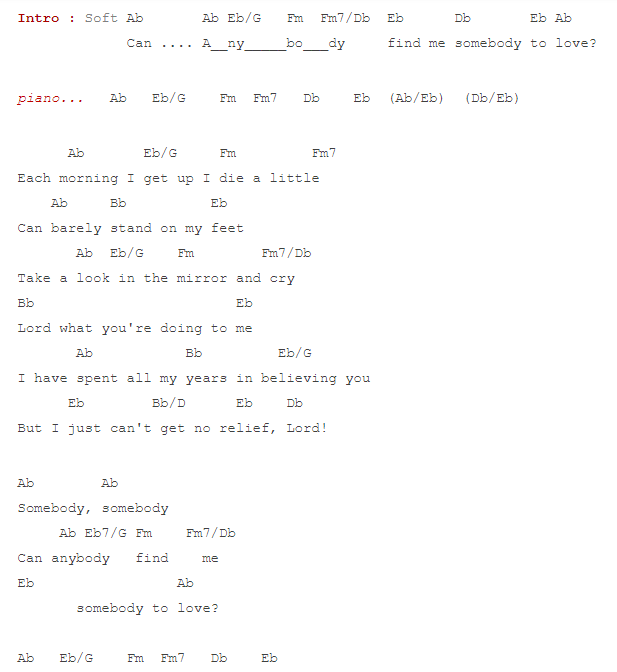 Intro : Soft Ab       Ab Eb/G   Fm  Fm7/Db  Eb      Db       Eb Ab
             Can .... A__ny_____bo___dy     find me somebody to love?
piano...   Ab   Eb/G    Fm  Fm7   Db    Eb  (Ab/Eb)  (Db/Eb)
      Ab       Eb/G     Fm         Fm7
Each morning I get up I die a little
    Ab     Bb          Eb
Can barely stand on my feet
       Ab  Eb/G    Fm        Fm7/Db
Take a look in the mirror and cry
Bb                        Eb
Lord what you're doing to me
       Ab           Bb         Eb/G
I have spent all my years in believing you
      Eb        Bb/D      Eb    Db
But I just can't get no relief, Lord!
Ab        Ab
Somebody, somebody
     Ab Eb7/G Fm    Fm7/Db
Can anybody   find    me
Eb                 Ab
       somebody to love?
Ab   Eb/G    Fm  Fm7   Db    Eb